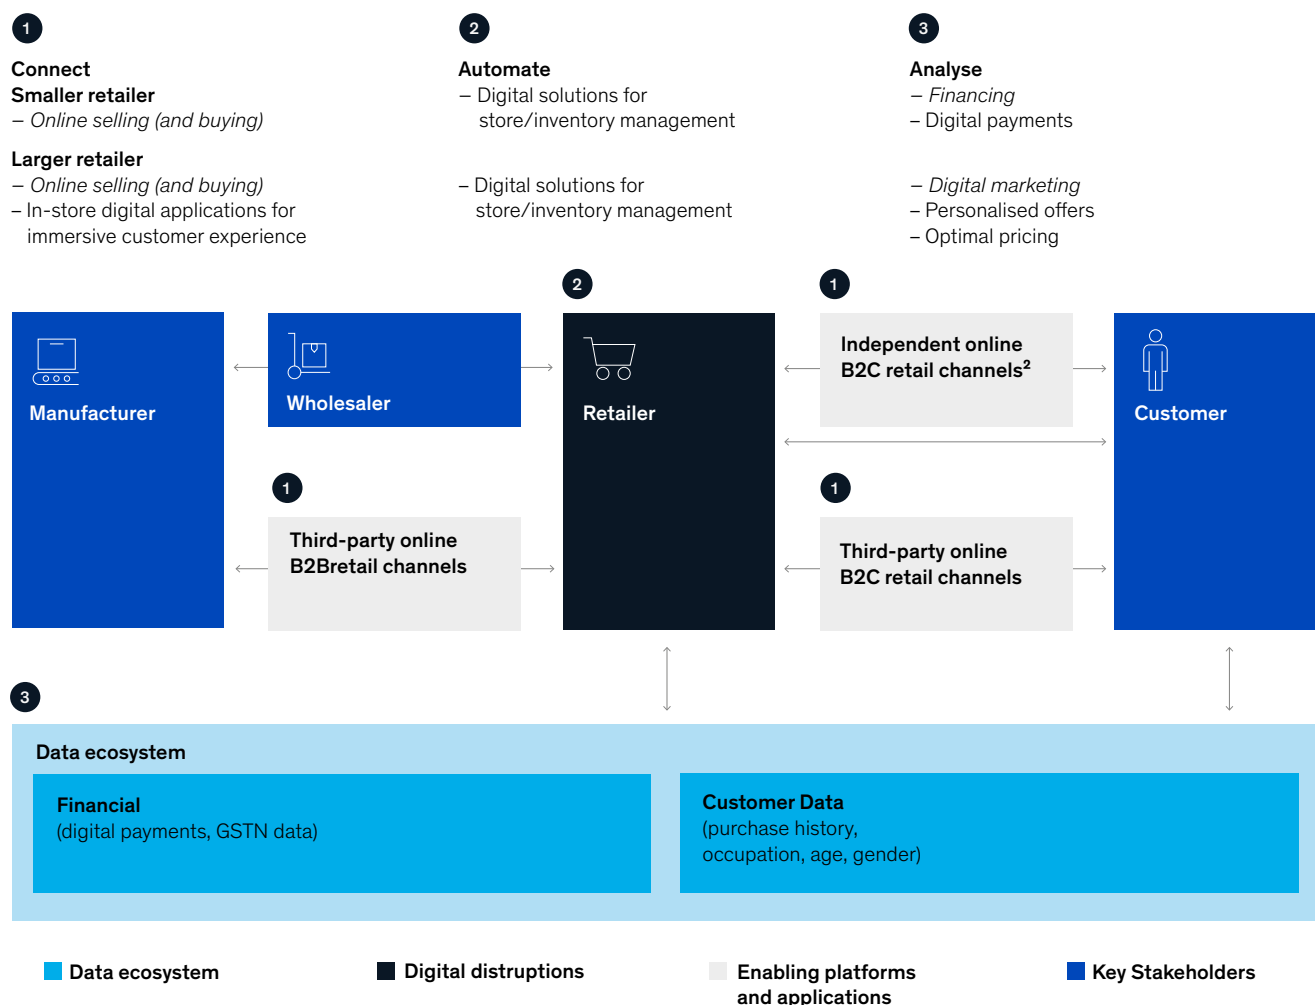 1
Connect
Smaller retailer
– Online selling (and buying)
Larger retailer
– Online selling (and buying)
– In-store digital applications for
immersive customer experience
2
Automate
– Digital solutions for
store/inventory management
– Digital solutions for
store/inventory management
3
Analyse
– Financing
– Digital payments
– Digital marketing
– Personalised offers
– Optimal pricing
Manufacturer
Wholesaler
1
Third-party online
B2Bretail channels
2
Retailer
1
Independent online
B2C retail channels²
1
Third-party online
B2C retail channels
Customer
3
Data ecosystem
Financial
(digital payments, GSTN data)
Customer Data
(purchase history,
occupation, age, gender)
Data ecosystem
Digital distruptions
Enabling platforms
and applications
Key Stakeholders